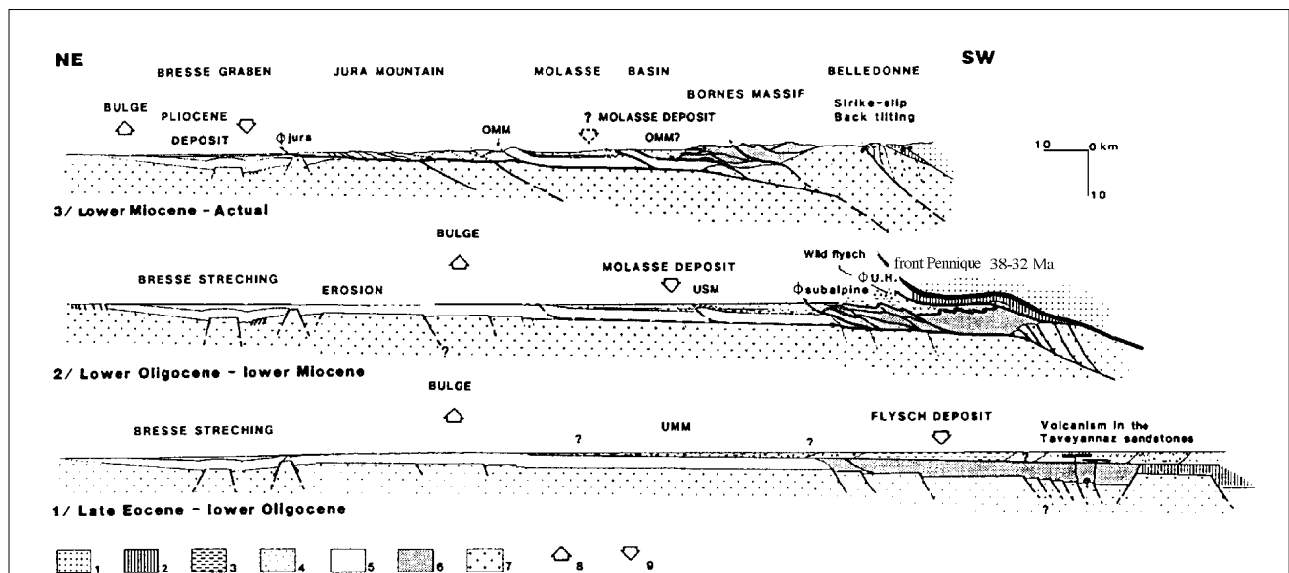 NE SW
BRESSE GRABEN JURA MOUNTAIN MOLASSE BASIN BELLEDONNE
BORNES MASSIF
BULGE PLIOCENE ? MOLASSE DEPOSIT Strike-slip
DEPOSIT Φ jura OMM OMM? Back tilting
10 0 km
10
3/ Lower Miocene - Actual
BULGE
Wild flysch front Pennique 38-32 Ma
BRESSE STRECHING MOLASSE DEPOSIT Φ U.H.
EROSION USM Φ subalpine
?
2/ Lower Oligocene - lower Miocene
BULGE
FLYSCH DEPOSIT
BRESSE STRECHING UMM Volcanism in the
? ? Taveyannaz sandstones
?
1/ Late Eocene - lower Oligocene
1 2 3 4 5 6 7 8 9